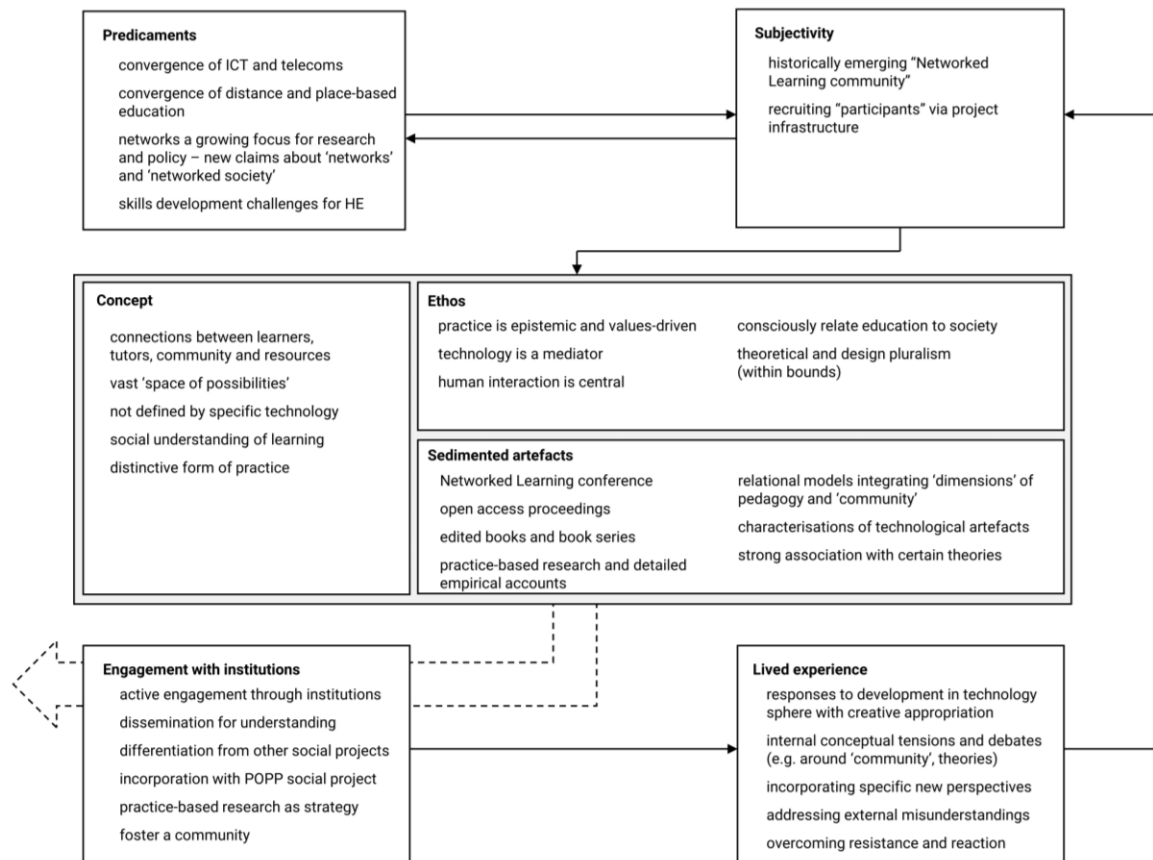 Predicaments
convergence of ICT and telecoms
convergence of distance and place-based
education
networks a growing focus for research
and policy – new claims about ‘networks’
and ‘networked society’
skills development challenges for HE
Subjectivity
historically emerging “Networked
Learning community”
recruiting “participants” via project
infrastructure
Concept
connections between learners,
tutors, community and resources
vast ‘space of possibilities’
not defined by specific technology
social understanding of learning
distinctive form of practice
Ethos
practice is epistemic and values-driven
technology is a mediator
human interaction is central
consciously relate education to society
theoretical and design pluralism
(within bounds)
Sedimented artefacts
Networked Learning conference
open access proceedings
edited books and book series
practice-based research and detailed
empirical accounts
relational models integrating ‘dimensions’ of
pedagogy and ‘community’
characterisations of technological artefacts
strong association with certain theories
Engagement with institutions
active engagement through institutions
dissemination for understanding
differentiation from other social projects
incorporation with POPP social project
practice-based research as strategy
foster a community
Lived experience
responses to development in technology
sphere with creative appropriation
internal conceptual tensions and debates
(e.g. around ‘community’, theories)
incorporating specific new perspectives
addressing external misunderstandings
overcoming resistance and reaction